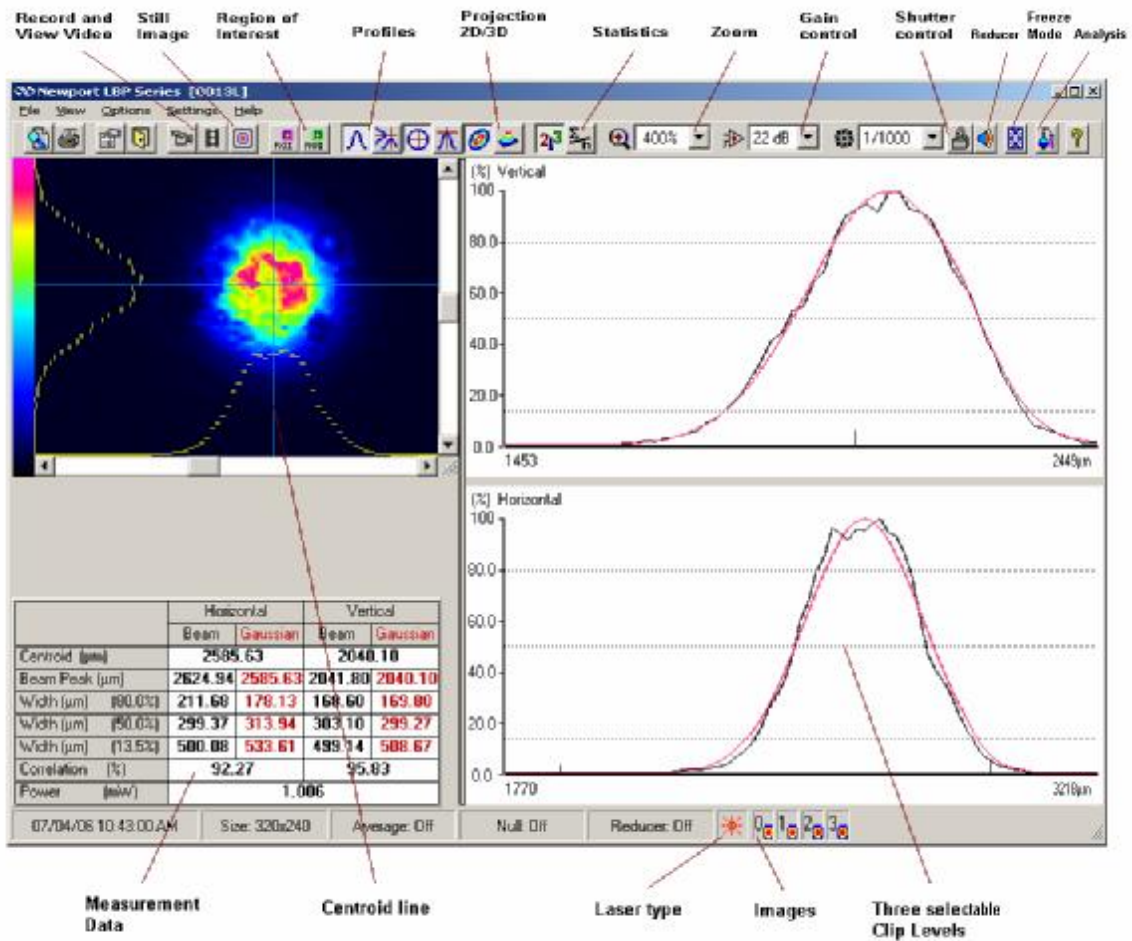 Record and View Video
Still Image
Region of Interest
Profiles
Projection 2D/3D
Statistics
Zoom
Gain control
Shutter control
Reducer
Freeze Mode
Analysis
Newport LBP Series [0013L]
File View Options Settings Help
400% 22 dB 1/1000
(%) Vertical
100
80.0
60.0
40.0
20.0
0.0
1453 2449µm
(%) Horizontal
100
80.0
60.0
40.0
20.0
0.0
1770 3218µm
Horizontal Vertical
Beam Gaussian Beam Gaussian
Centroid (µm) 2585.63 2040.10
Beam Peak (µm) 2624.94 2585.63 2041.80 2040.10
Width (µm) (80.0%) 211.68 178.13 168.60 169.80
Width (µm) (50.0%) 299.37 313.94 303.10 299.27
Width (µm) (13.5%) 500.08 533.61 499.14 508.67
Correlation (%) 92.27 95.83
Power (mW) 1.006
07/04/06 10:43:00 AM Size: 320x240 Average: Off Null: Off Reducer: Off 0 1 2 3
Measurement Data
Centroid line
Laser type
Images
Three selectable Clip Levels